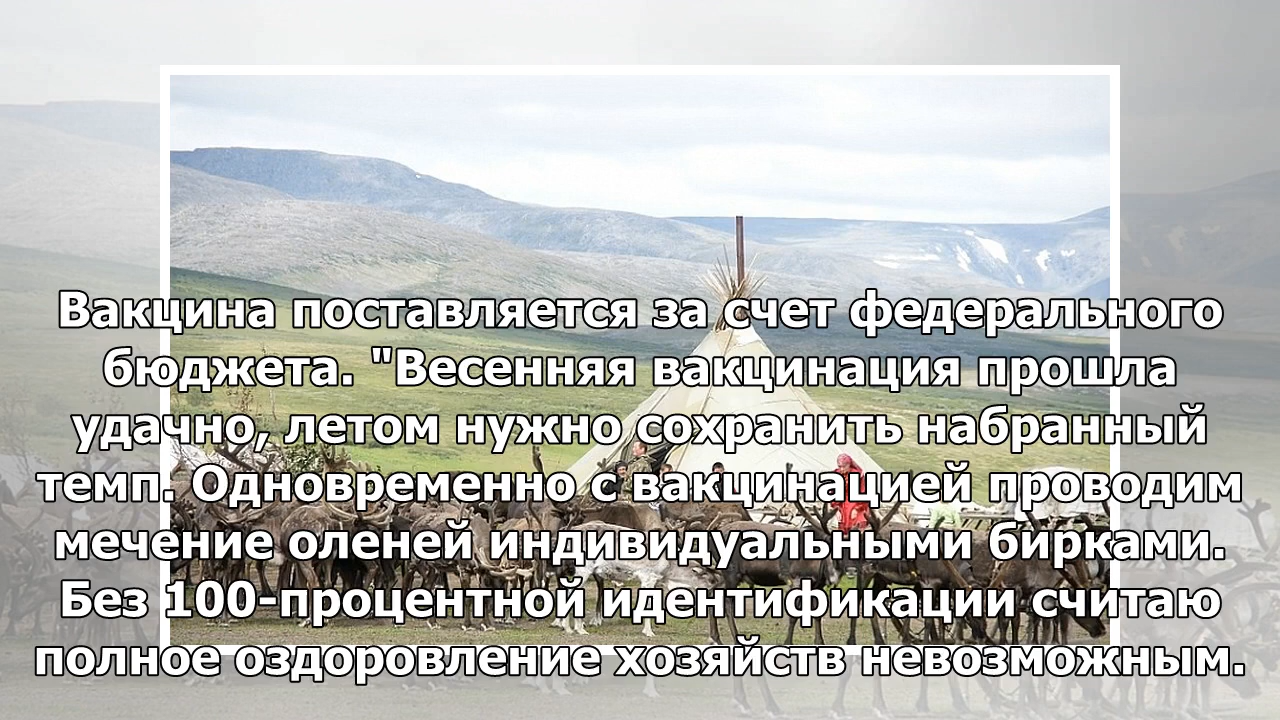 Вакцина поставляется за счет федерального
бюджета. "Весенняя вакцинация прошла
удачно, летом нужно сохранить набранный
темп. Одновременно с вакцинацией проводим
мечение оленей индивидуальными бирками.
Без 100-процентной идентификации считаю
полное оздоровление хозяйств невозможным.